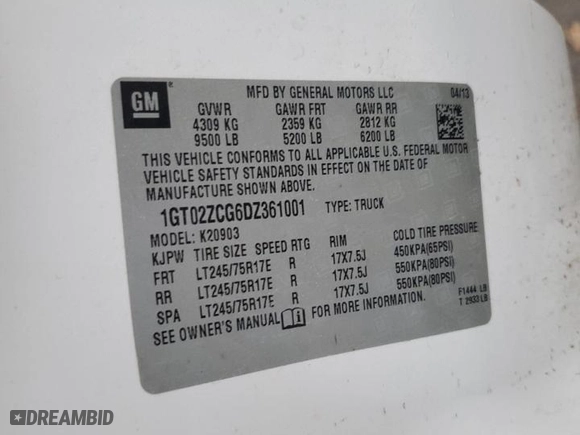 GM
MFD BY GENERAL MOTORS LLC 04/13
GVWR GAWR FRT GAWR RR
4309 KG 2359 KG 2812 KG
9500 LB 5200 LB 6200 LB
THIS VEHICLE CONFORMS TO ALL APPLICABLE U.S. FEDERAL MOTOR
VEHICLE SAFETY STANDARDS IN EFFECT ON THE DATE OF
MANUFACTURE SHOWN ABOVE.
1GT02ZCG6DZ361001 TYPE: TRUCK
MODEL: K20903
KJPW TIRE SIZE SPEED RTG RIM COLD TIRE PRESSURE
FRT LT245/75R17E R 17X7.5J 450KPA(65PSI)
RR LT245/75R17E R 17X7.5J 550KPA(80PSI)
SPA LT245/75R17E R 17X7.5J 550KPA(80PSI)
SEE OWNER'S MANUAL FOR MORE INFORMATION.
F1444 LB
T 2933 LB
DREAMBID